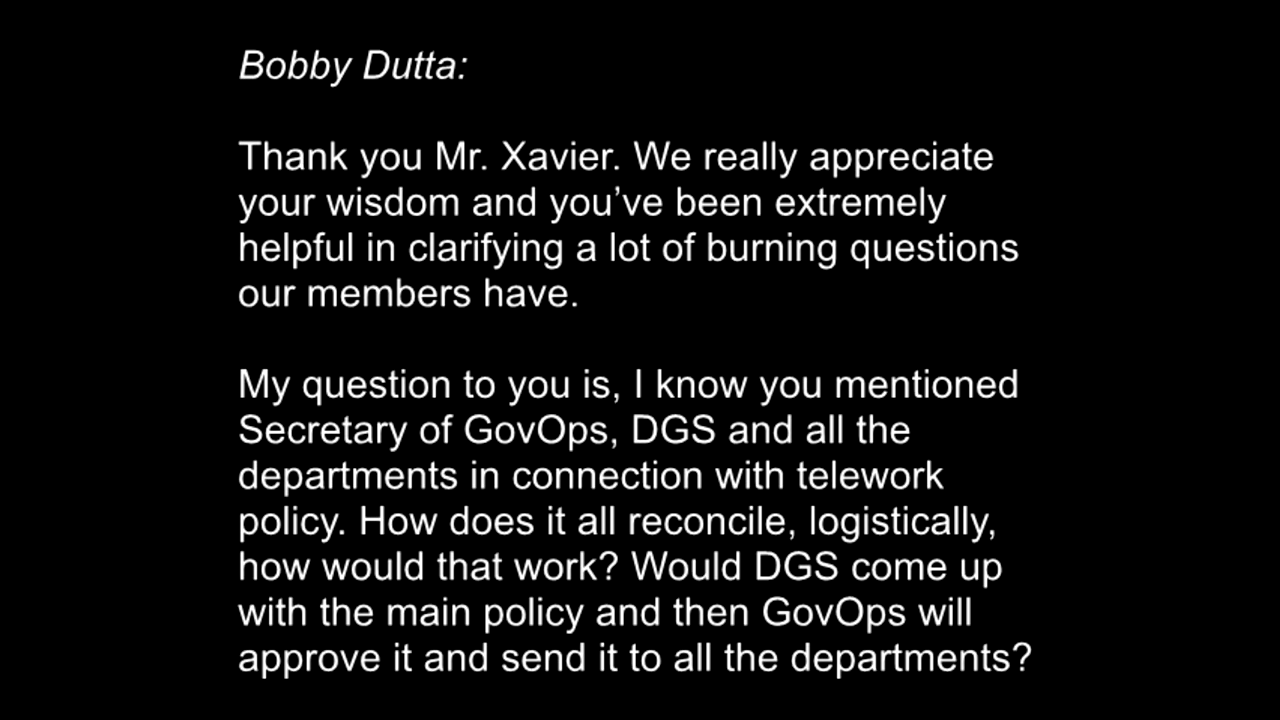 Bobby Dutta:
Thank you Mr. Xavier. We really appreciate
your wisdom and you’ve been extremely
helpful in clarifying a lot of burning questions
our members have.
My question to you is, I know you mentioned
Secretary of GovOps, DGS and all the
departments in connection with telework
policy. How does it all reconcile, logistically,
how would that work? Would DGS come up
with the main policy and then GovOps will
approve it and send it to all the departments?